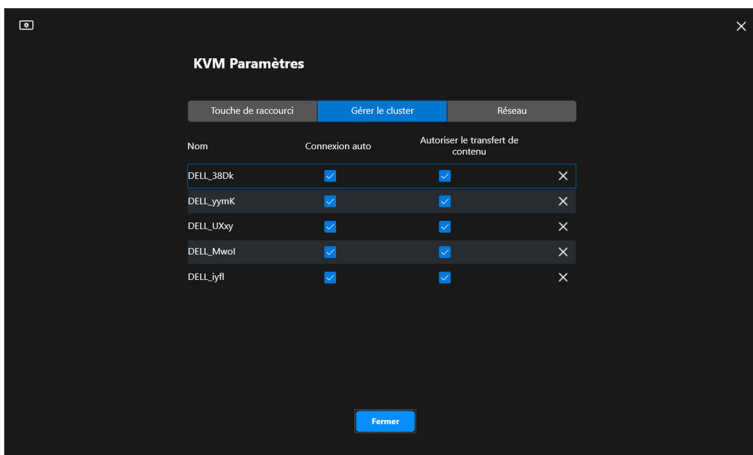 KVM Paramètres
Touche de raccourci Gérer le cluster Réseau
Nom Connexion auto Autoriser le transfert de
contenu
DELL_38Dk
DELL_yymK
DELL_UXxy
DELL_Mwol
DELL_iyfl
Fermer